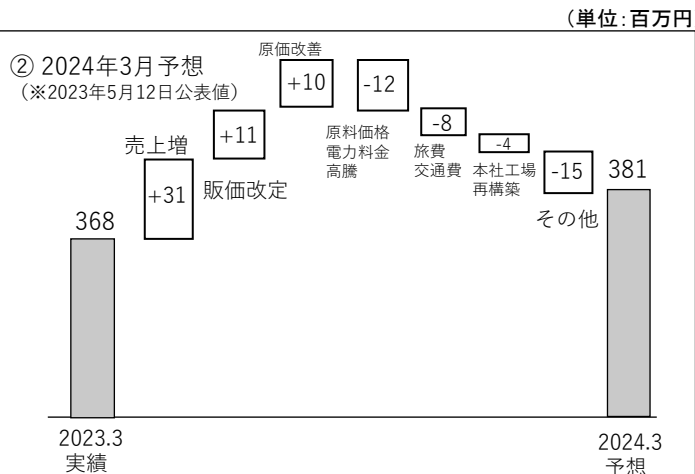 (単位:百万円
② 2024年3月予想
(※2023年5月12日公表値)
原価改善
+10
-12
+11
原料価格
電力料金
高騰
-8
旅費
交通費
-4
本社工場
再構築
-15
その他
売上増
+31
販価改定
368
381
2023.3
実績
2024.3
予想